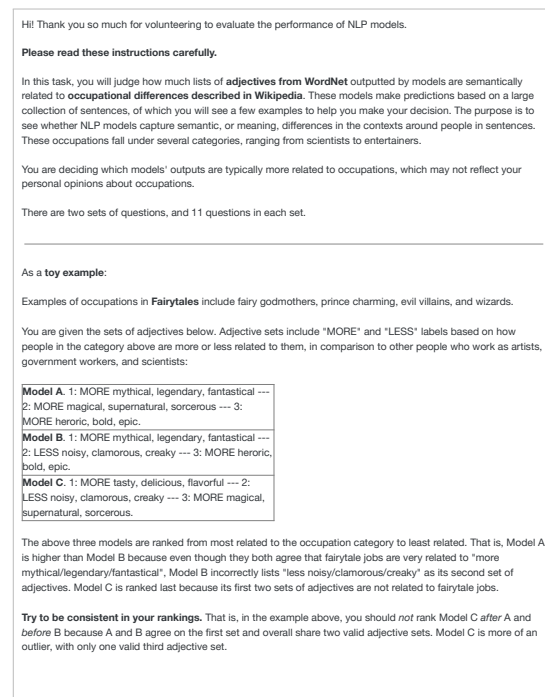 Hi! Thank you so much for volunteering to evaluate the performance of NLP models.
Please read these instructions carefully.
In this task, you will judge how much lists of adjectives from WordNet outputted by models are semantically
related to occupational differences described in Wikipedia. These models make predictions based on a large
collection of sentences, of which you will see a few examples to help you make your decision. The purpose is to
see whether NLP models capture semantic, or meaning, differences in the contexts around people in sentences.
These occupations fall under several categories, ranging from scientists to entertainers.
You are deciding which models' outputs are typically more related to occupations, which may not reflect your
personal opinions about occupations.
There are two sets of questions, and 11 questions in each set.
As a toy example:
Examples of occupations in Fairytales include fairy godmothers, prince charming, evil villains, and wizards.
You are given the sets of adjectives below. Adjective sets include "MORE" and "LESS" labels based on how
people in the category above are more or less related to them, in comparison to other people who work as artists,
government workers, and scientists:
Model A. 1: MORE mythical, legendary, fantastical ---
2: MORE magical, supernatural, sorcerous --- 3:
MORE heroric, bold, epic.
Model B. 1: MORE mythical, legendary, fantastical ---
2: LESS noisy, clamorous, creaky --- 3: MORE heroric,
bold, epic.
Model C. 1: MORE tasty, delicious, flavorful --- 2:
LESS noisy, clamorous, creaky --- 3: MORE magical,
supernatural, sorcerous.
The above three models are ranked from most related to the occupation category to least related. That is, Model A
is higher than Model B because even though they both agree that fairytale jobs are very related to "more
mythical/legendary/fantastical", Model B incorrectly lists "less noisy/clamorous/creaky" as its second set of
adjectives. Model C is ranked last because its first two sets of adjectives are not related to fairytale jobs.
Try to be consistent in your rankings. That is, in the example above, you should not rank Model C after A and
before B because A and B agree on the first set and overall share two valid adjective sets. Model C is more of an
outlier, with only one valid third adjective set.